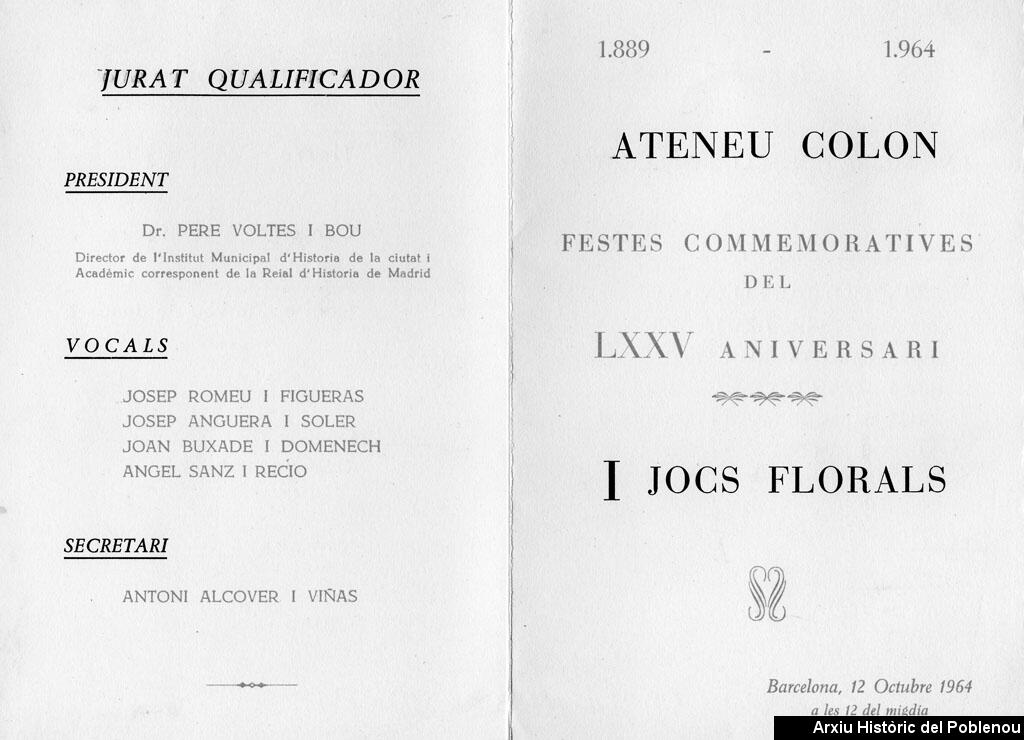 JURAT QUALIFICADOR
PRESIDENT
Dr. PERE VOLTES I BOU
Director de l'Institut Municipal d'Historia de la ciutat i
Acadèmic corresponent de la Reial d'Historia de Madrid
VOCALS
JOSEP ROMEU I FIGUERAS
JOSEP ANGUERA I SOLER
JOAN BUXADE I DOMENECH
ANGEL SANZ I RECIO
SECRETARI
ANTONI ALCOVER I VIÑAS
1.889 - 1.964
ATENEU COLON
FESTES COMMEMORATIVES
DEL
LXXV ANIVERSARI
I JOCS FLORALS
Barcelona, 12 Octubre 1964
a les 12 del migdía
Arxiu Històric del Poblenou